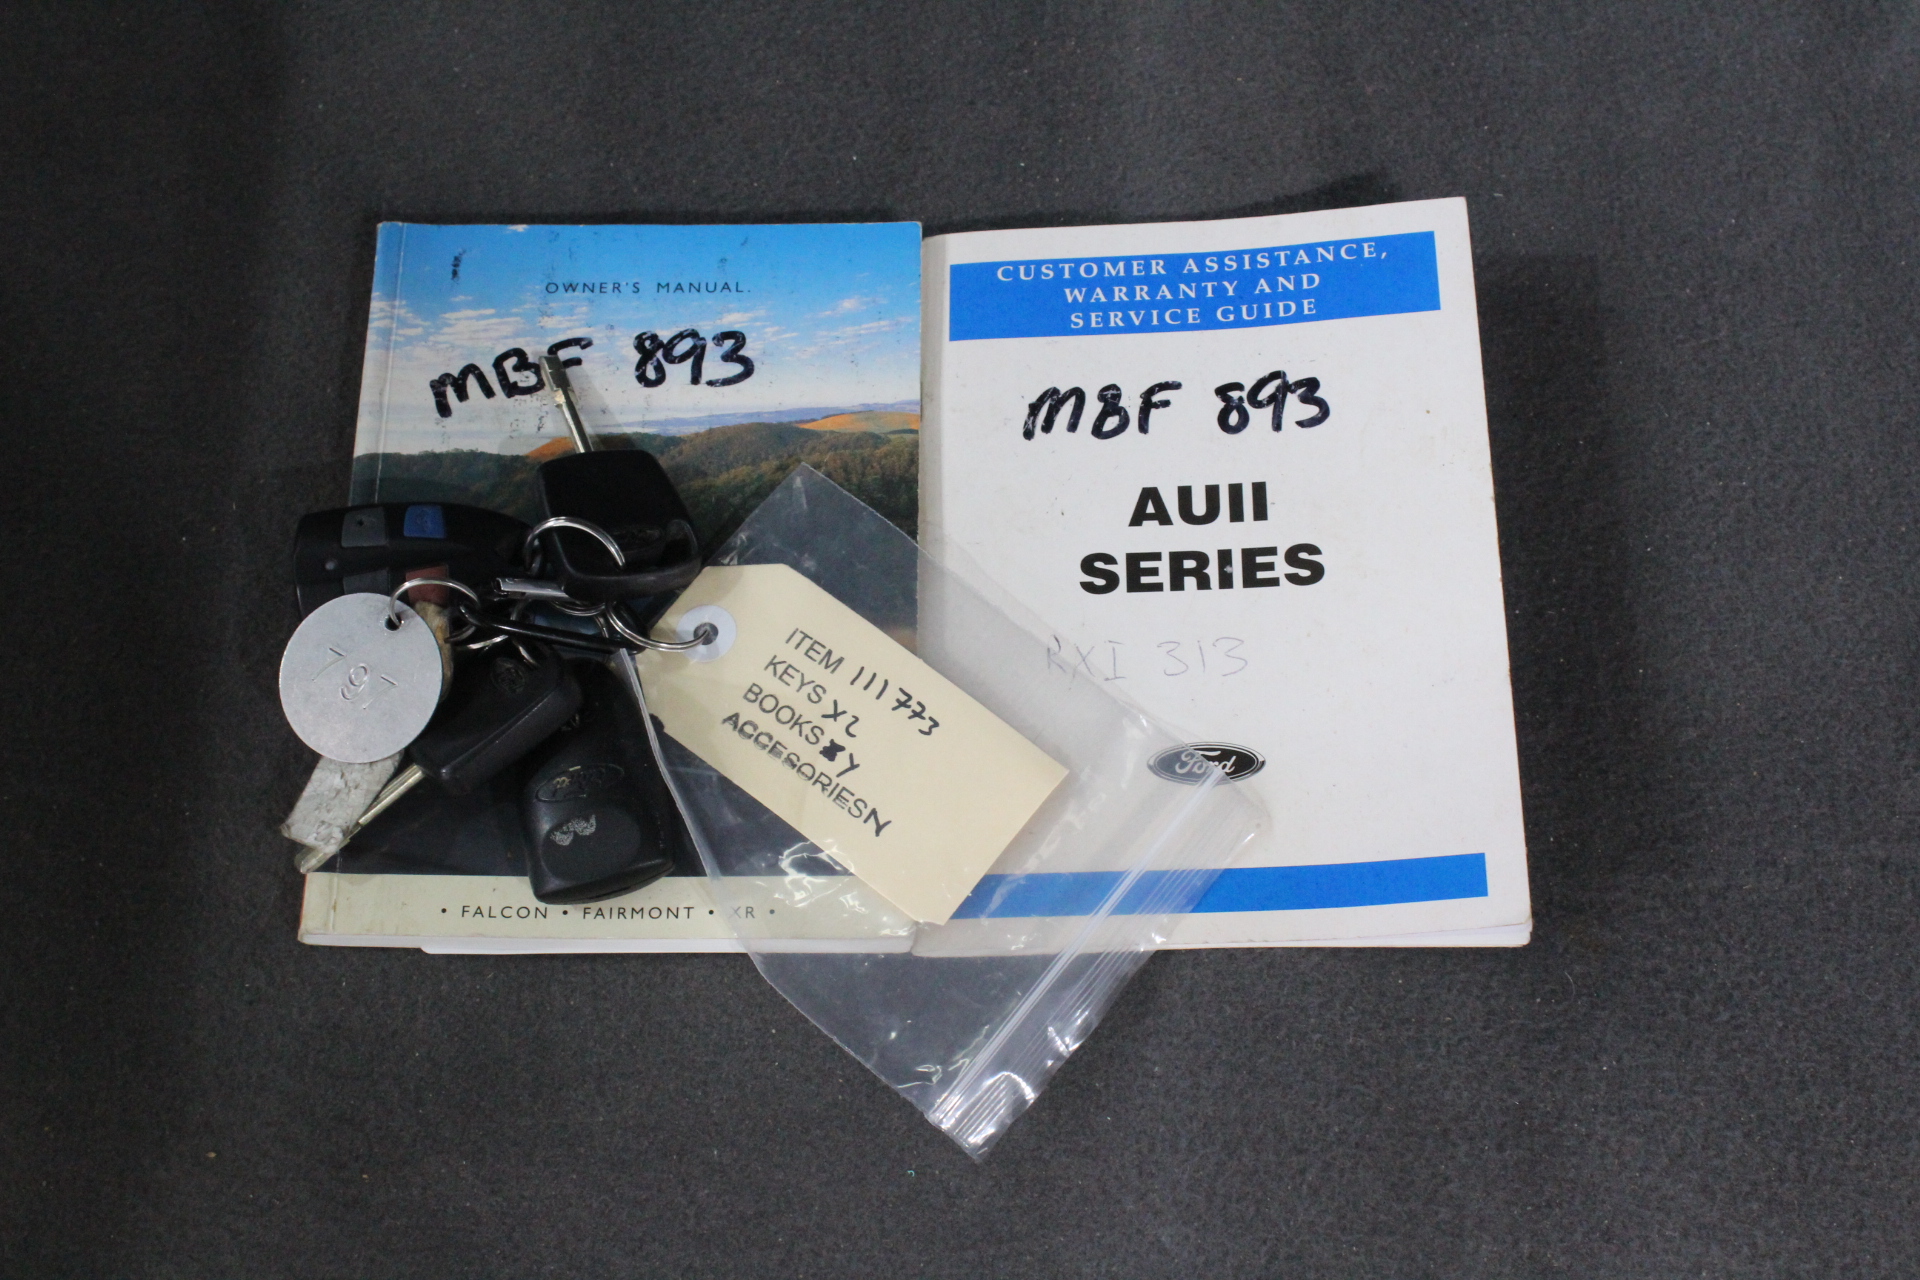 OWNER'S MANUAL.
MBF 893
• FALCON • FAIRMONT • XR •
797
ITEM 111773
KEYS X2
BOOKS Y
ACCESORIES N
CUSTOMER ASSISTANCE,
WARRANTY AND
SERVICE GUIDE
MBF 893
AUII
SERIES
RXI 313
Ford